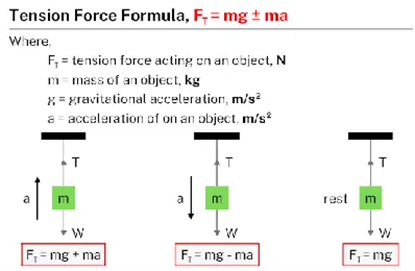 Tension Force Formula, F_T = mg ± ma
Where,
F_T = tension force acting on an object, N
m = mass of an object, kg
g = gravitational acceleration, m/s²
a = acceleration of on an object, m/s²
T T T
a m a m rest m
W W W
F_T = mg + ma F_T = mg - ma F_T = mg